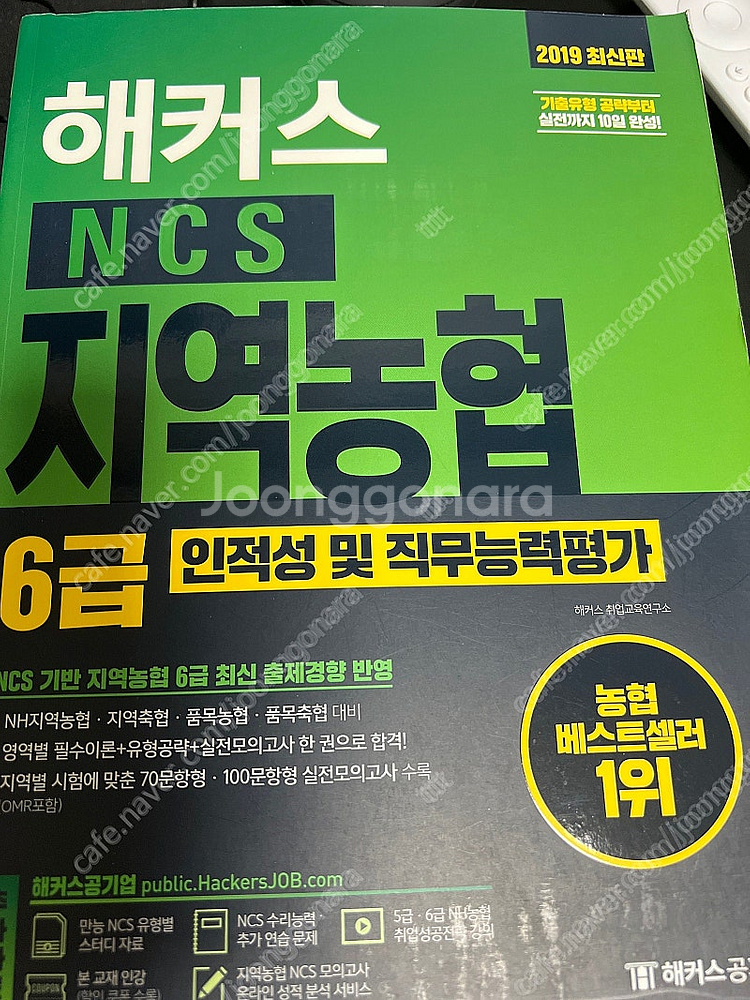 2019 최신판
기출유형 공략부터
실전까지 10일 완성!
해커스
NCS
지역농협
6급 인적성 및 직무능력평가
해커스 취업교육연구소
NCS 기반 지역농협 6급 최신 출제경향 반영
NH지역농협 · 지역축협 · 품목농협 · 품목축협 대비
영역별 필수이론+유형공략+실전모의고사 한 권으로 합격!
지역별 시험에 맞춘 70문항형 · 100문항형 실전모의고사 수록
(OMR포함)
농협
베스트셀러
1위
해커스공기업 public.HackersJOB.com
만능 NCS 유형별
스터디 자료
NCS 수리능력
추가 연습 문제
5급 · 6급 NH농협
취업성공전략 강의
COUPON
본 교재 인강
(할인 쿠폰 수록)
지역농협 NCS 모의고사
온라인 성적 분석 서비스
해커스공
Joonggonara
cafe.naver.com/joonggonara